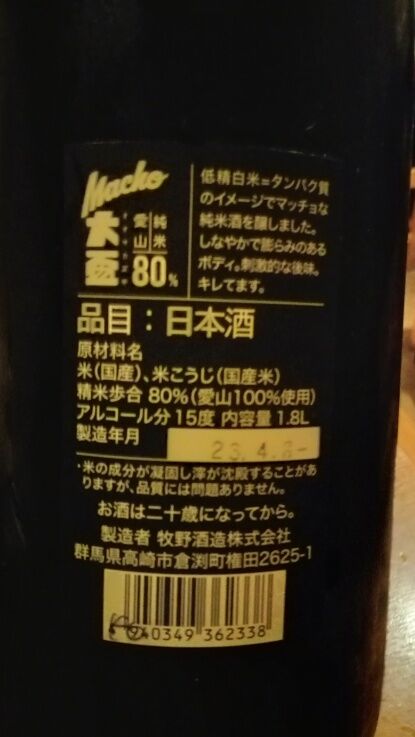 Macho
大盃
純米
愛山
80%
低精白米=タンパク質
のイメージでマッチョな
純米酒を醸しました。
しなやかで膨らみのある
ボディ。刺激的な後味。
キレてます。
品目：日本酒
原材料名
米(国産)、米こうじ(国産米)
精米歩合 80%(愛山100%使用)
アルコール分 15度 内容量 1.8L
製造年月 23.4.
・米の成分が凝固し滓が沈殿することがあ
りますが、品質には問題ありません。
お酒は二十歳になってから。
製造者 牧野酒造株式会社
群馬県高崎市倉渕町権田2625-1
940349 362338